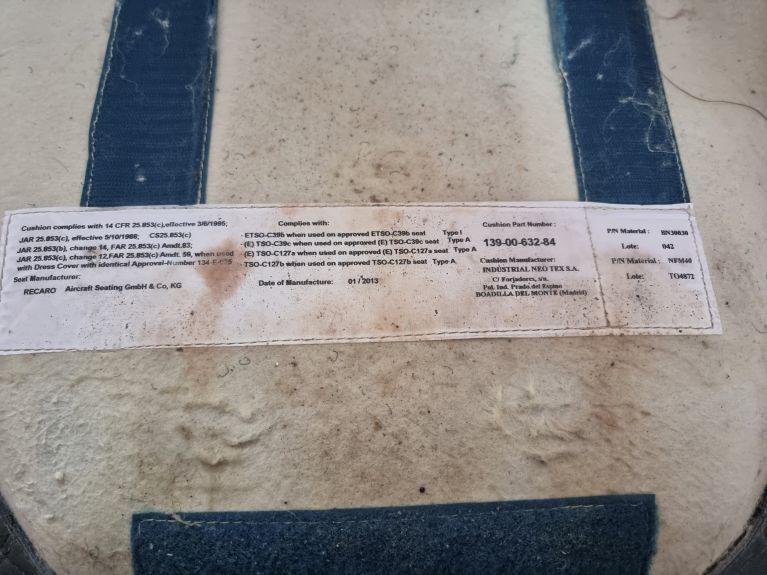 Cushion complies with 14 CFR 25.853(c),effective 3/6/1995;
JAR 25.853(c), effective 5/10/1988; CS25.853(c)
JAR 25.853(b), change 14, FAR 25.853(c) Amdt.83;
JAR 25.853(c), change 12,FAR 25.853(c) Amdt. 59, when used
with Dress Cover with identical Approval-Number 134-E-
Seat Manufacturer:
RECARO Aircraft Seating GmbH & Co, KG
Complies with:
- ETSO-C39b when used on approved ETSO-C39b seat Type I
- (E) TSO-C39c when used on approved (E) TSO-C39c seat Type A
- (E) TSO-C127a when used on approved (E) TSO-C127a seat Type A
- TSO-C127b when used on approved TSO-C127b seat Type A.
Date of Manufacture: 01 / 2013
Cushion Part Number :
139-00-632-84
Cushion Manufacturer:
INDUSTRIAL NEO TEX S.A.
C/ Forjadores, s/n.
Pol. Ind. Prado del Espino
BOADILLA DEL MONTE (Madrid)
P/N Material : BN30030
Lote: 042
P/N Material : NFM40
Lote: TO4872